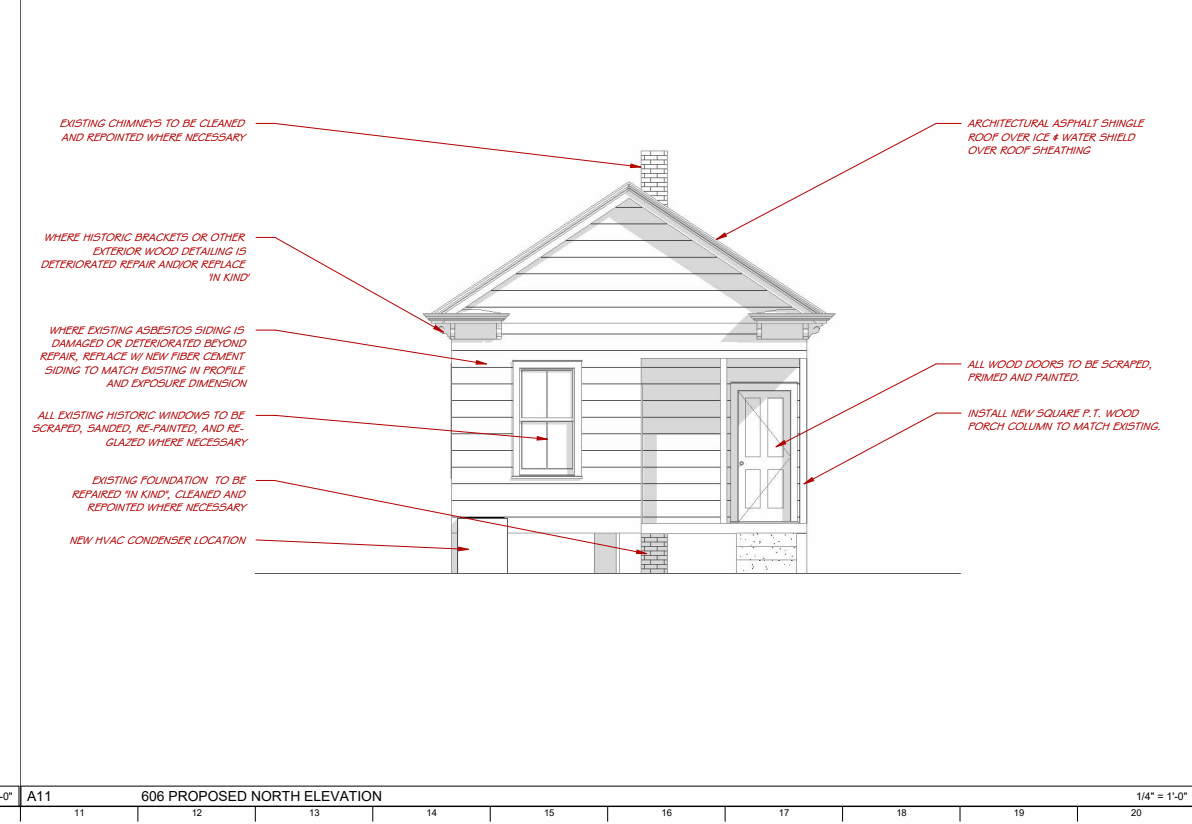 EXISTING CHIMNEYS TO BE CLEANED
AND REPOINTED WHERE NECESSARY
WHERE HISTORIC BRACKETS OR OTHER
EXTERIOR WOOD DETAILING IS
DETERIORATED REPAIR AND/OR REPLACE
'IN KIND'
WHERE EXISTING ASBESTOS SIDING IS
DAMAGED OR DETERIORATED BEYOND
REPAIR, REPLACE W/ NEW FIBER CEMENT
SIDING TO MATCH EXISTING IN PROFILE
AND EXPOSURE DIMENSION
ALL EXISTING HISTORIC WINDOWS TO BE
SCRAPED, SANDED, RE-PAINTED, AND RE-
GLAZED WHERE NECESSARY
EXISTING FOUNDATION TO BE
REPAIRED "IN KIND", CLEANED AND
REPOINTED WHERE NECESSARY
NEW HVAC CONDENSER LOCATION
ARCHITECTURAL ASPHALT SHINGLE
ROOF OVER ICE & WATER SHIELD
OVER ROOF SHEATHING
ALL WOOD DOORS TO BE SCRAPED,
PRIMED AND PAINTED.
INSTALL NEW SQUARE P.T. WOOD
PORCH COLUMN TO MATCH EXISTING.
-0" A11 606 PROPOSED NORTH ELEVATION 1/4" = 1'-0"
11 12 13 14 15 16 17 18 19 20